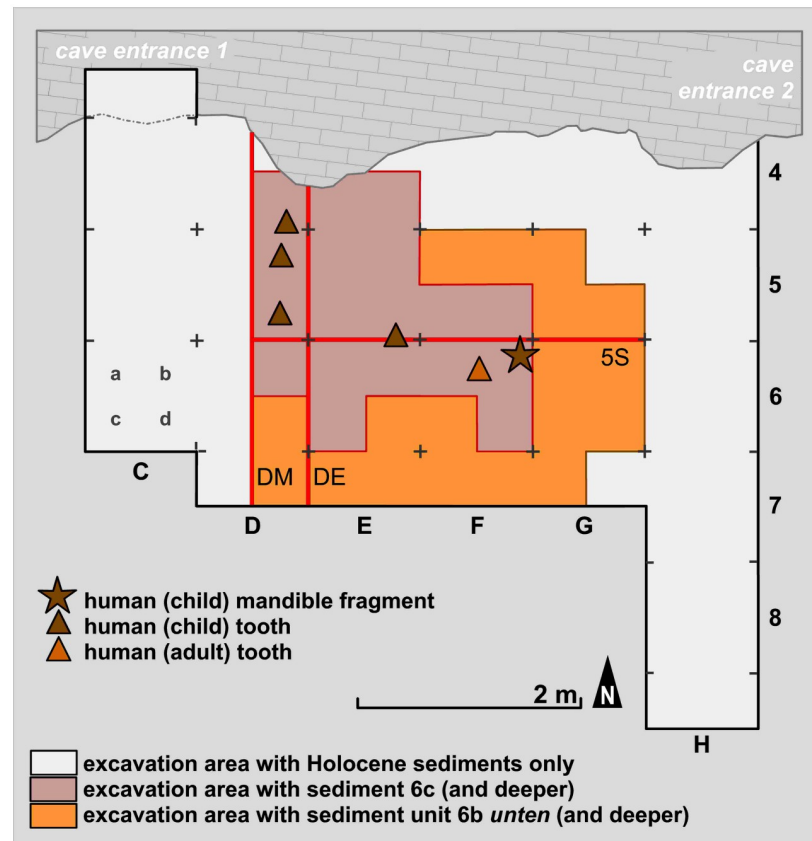 cave entrance 1
cave
entrance 2
4
5
5S
a b
6
c d
C
DM DE
7
D E F G
human (child) mandible fragment
8
human (child) tooth
human (adult) tooth
2 m
N
H
excavation area with Holocene sediments only
excavation area with sediment 6c (and deeper)
excavation area with sediment unit 6b unten (and deeper)